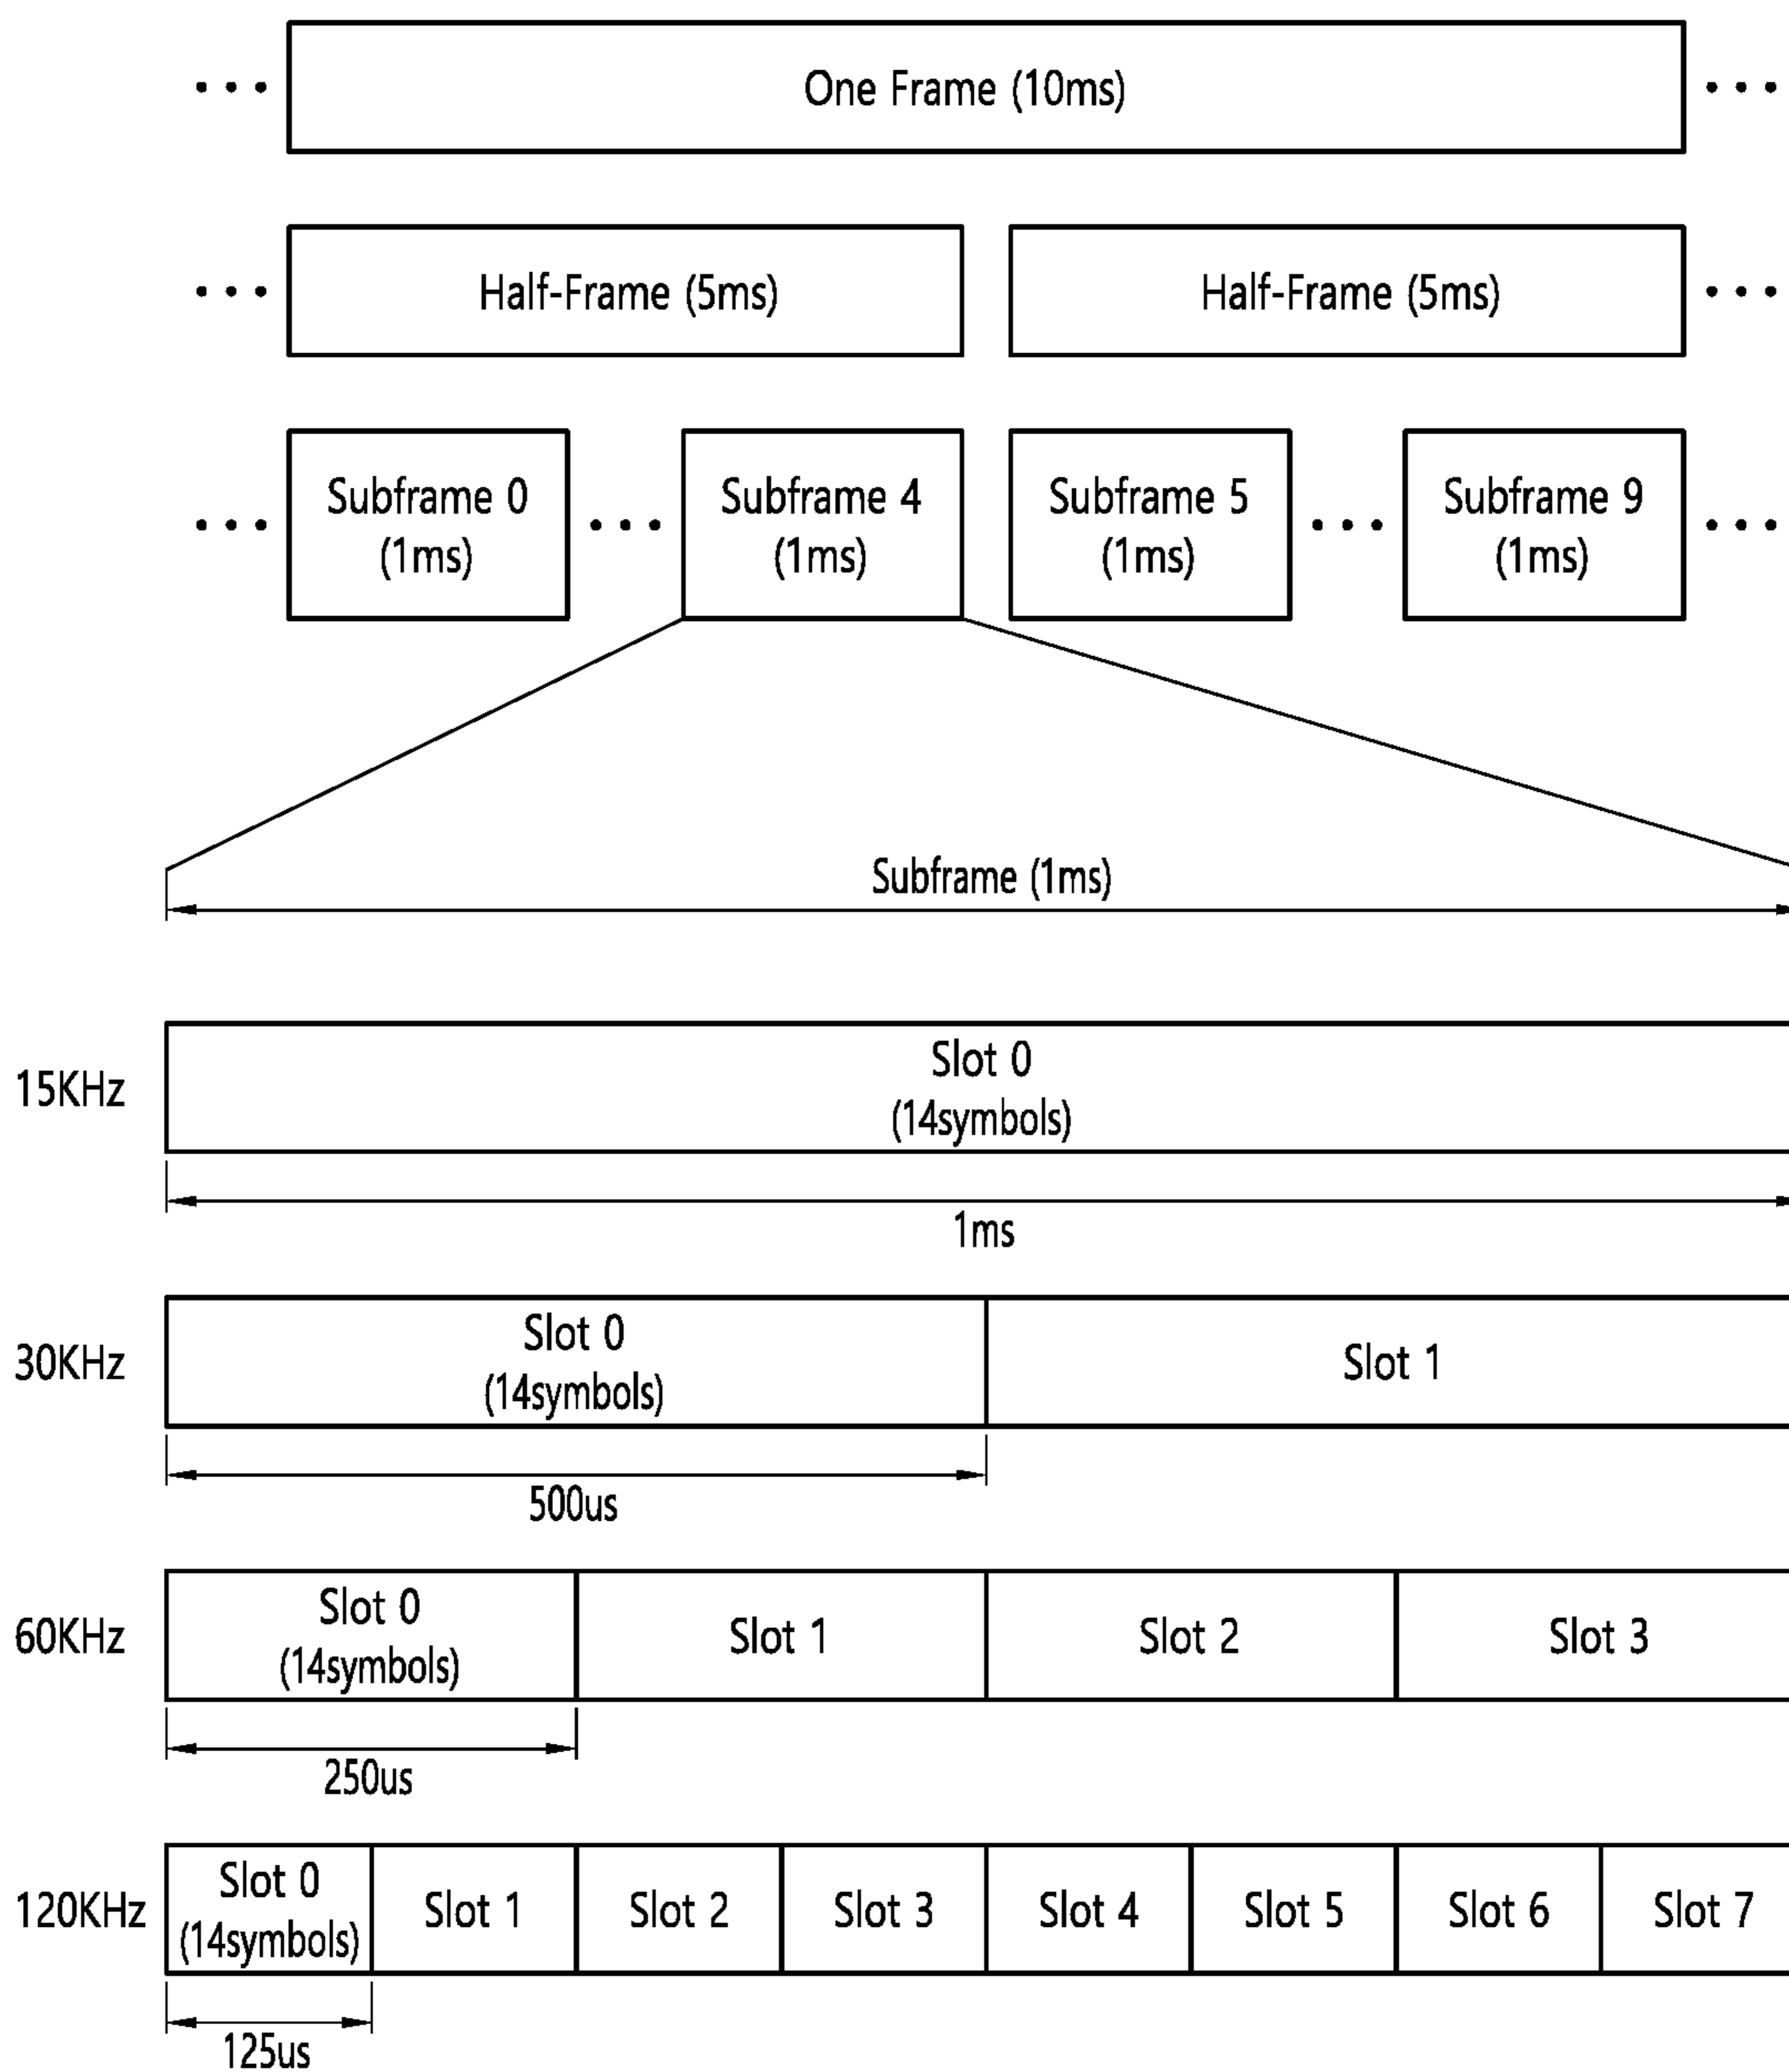 One Frame (10ms)
Half-Frame (5ms)
Half-Frame (5ms)
Subframe 0
(1ms)
Subframe 4
(1ms)
Subframe 5
(1ms)
Subframe 9
(1ms)
Subframe (1ms)
15KHz
Slot 0
(14symbols)
1ms
30KHz
Slot 0
(14symbols)
Slot 1
500us
60KHz
Slot 0
(14symbols)
Slot 1
Slot 2
Slot 3
250us
120KHz
Slot 0
(14symbols)
Slot 1
Slot 2
Slot 3
Slot 4
Slot 5
Slot 6
Slot 7
125us